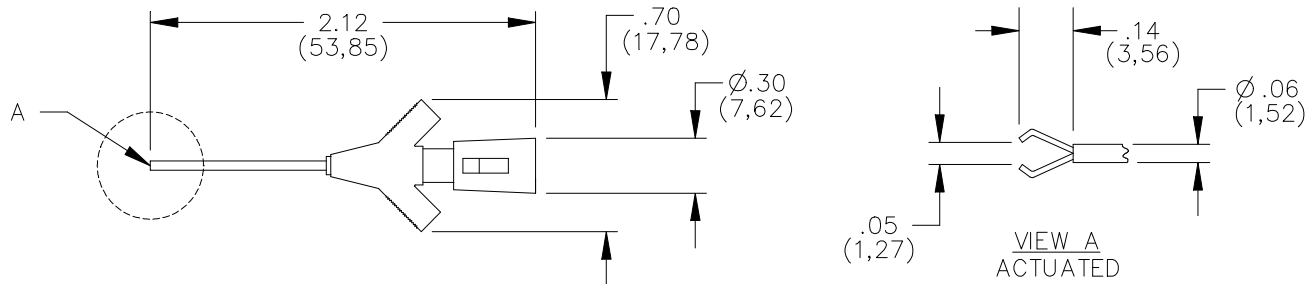 2.12
(53,85)
.70
(17,78)
Ø.30
(7,62)
A
.14
(3,56)
Ø.06
(1,52)
.05
(1,27)
VIEW A
ACTUATED